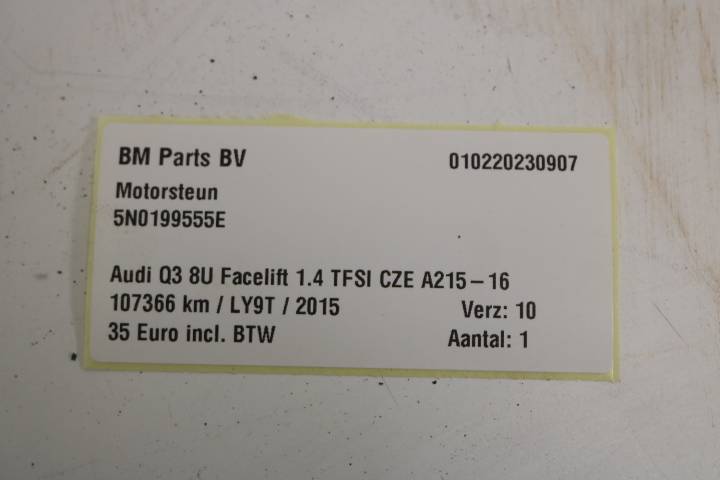 BM Parts BV 010220230907
Motorsteun
5N0199555E
Audi Q3 8U Facelift 1.4 TFSI CZE A215-16
107366 km / LY9T / 2015 Verz: 10
35 Euro incl. BTW Aantal: 1